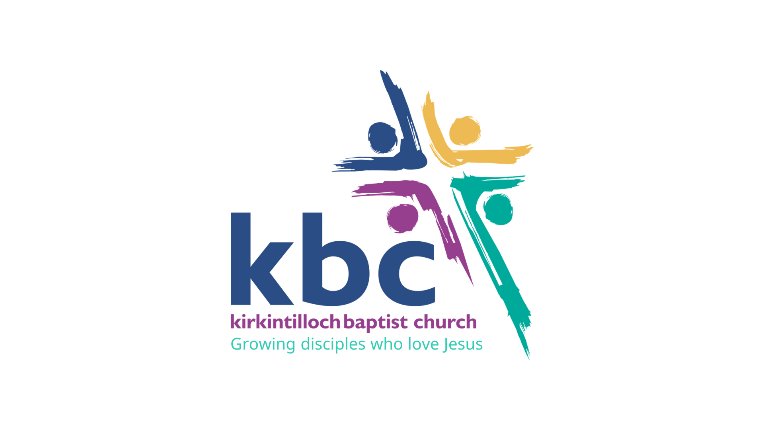 kbc
kirkintilloch baptist church
Growing disciples who love Jesus